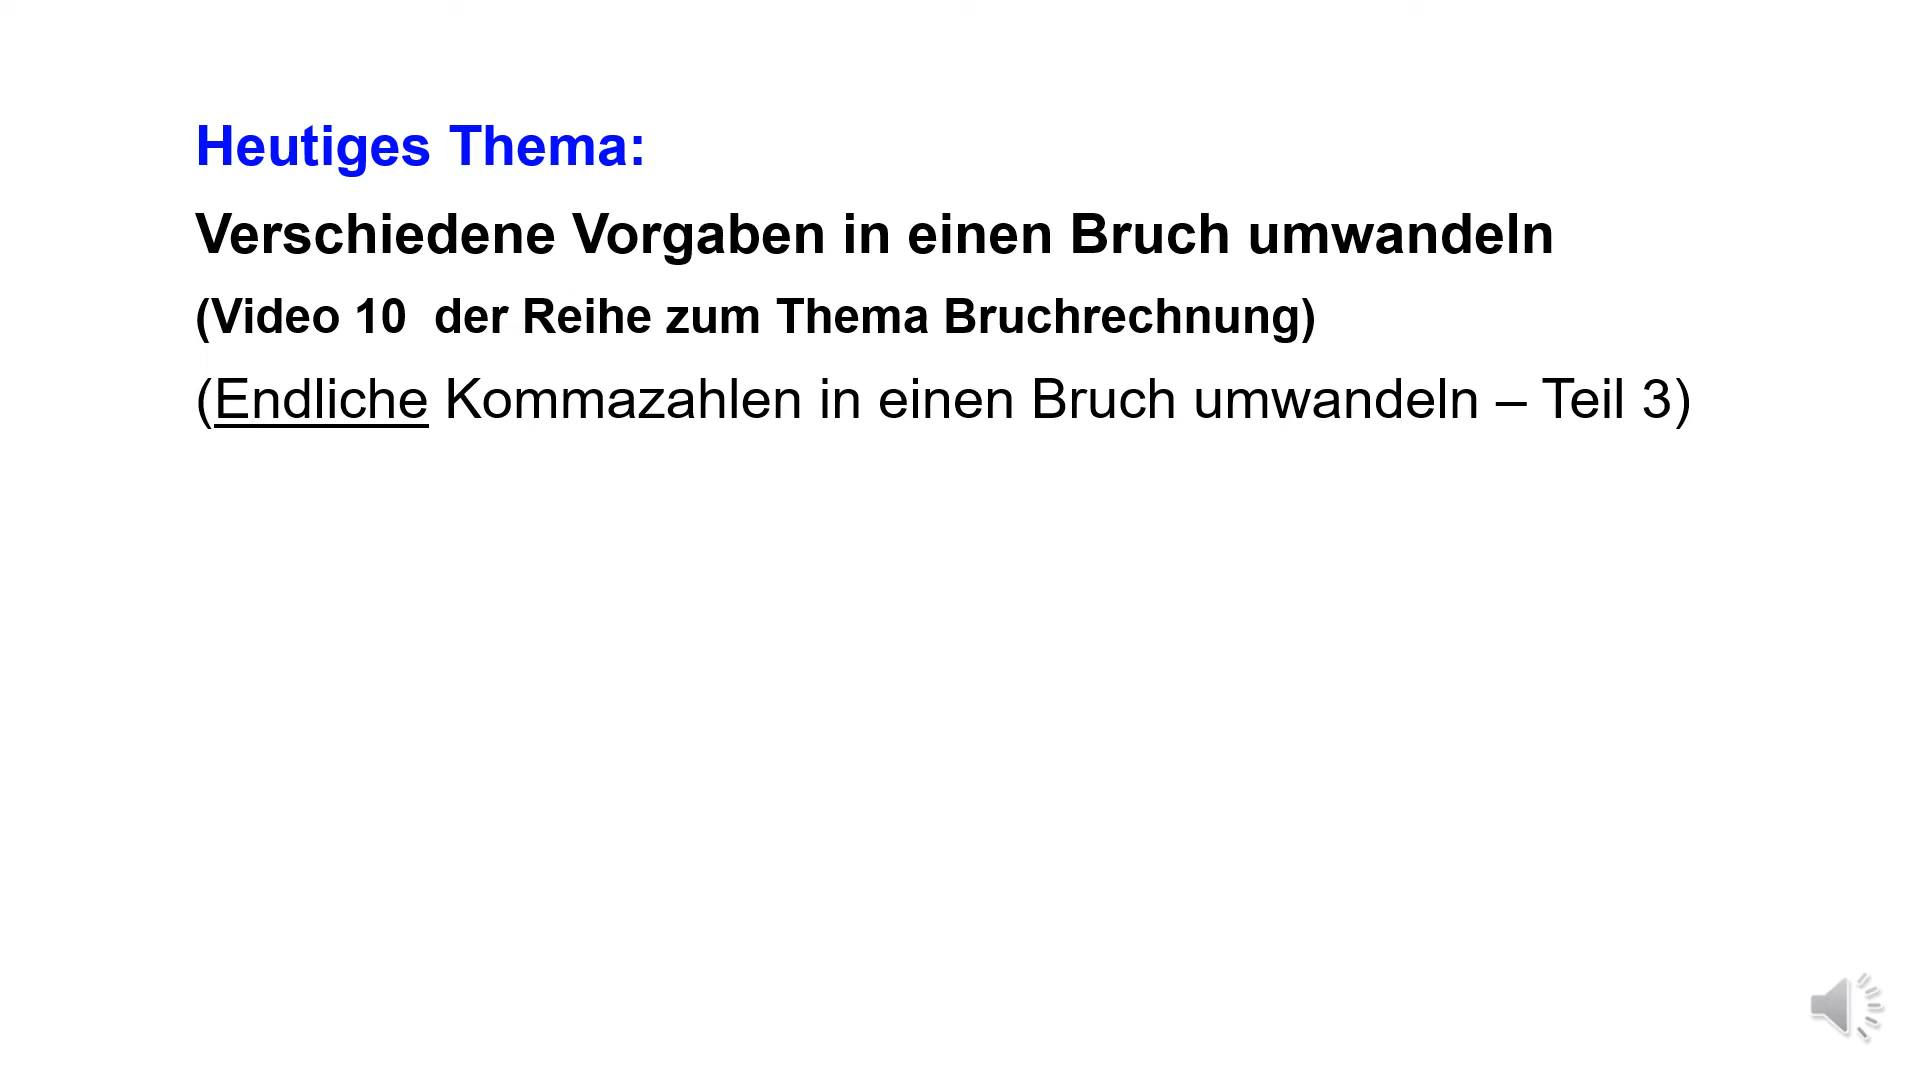 Heutiges Thema:
Verschiedene Vorgaben in einen Bruch umwandeln
(Video 10  der Reihe zum Thema Bruchrechnung)
(Endliche Kommazahlen in einen Bruch umwandeln – Teil 3)